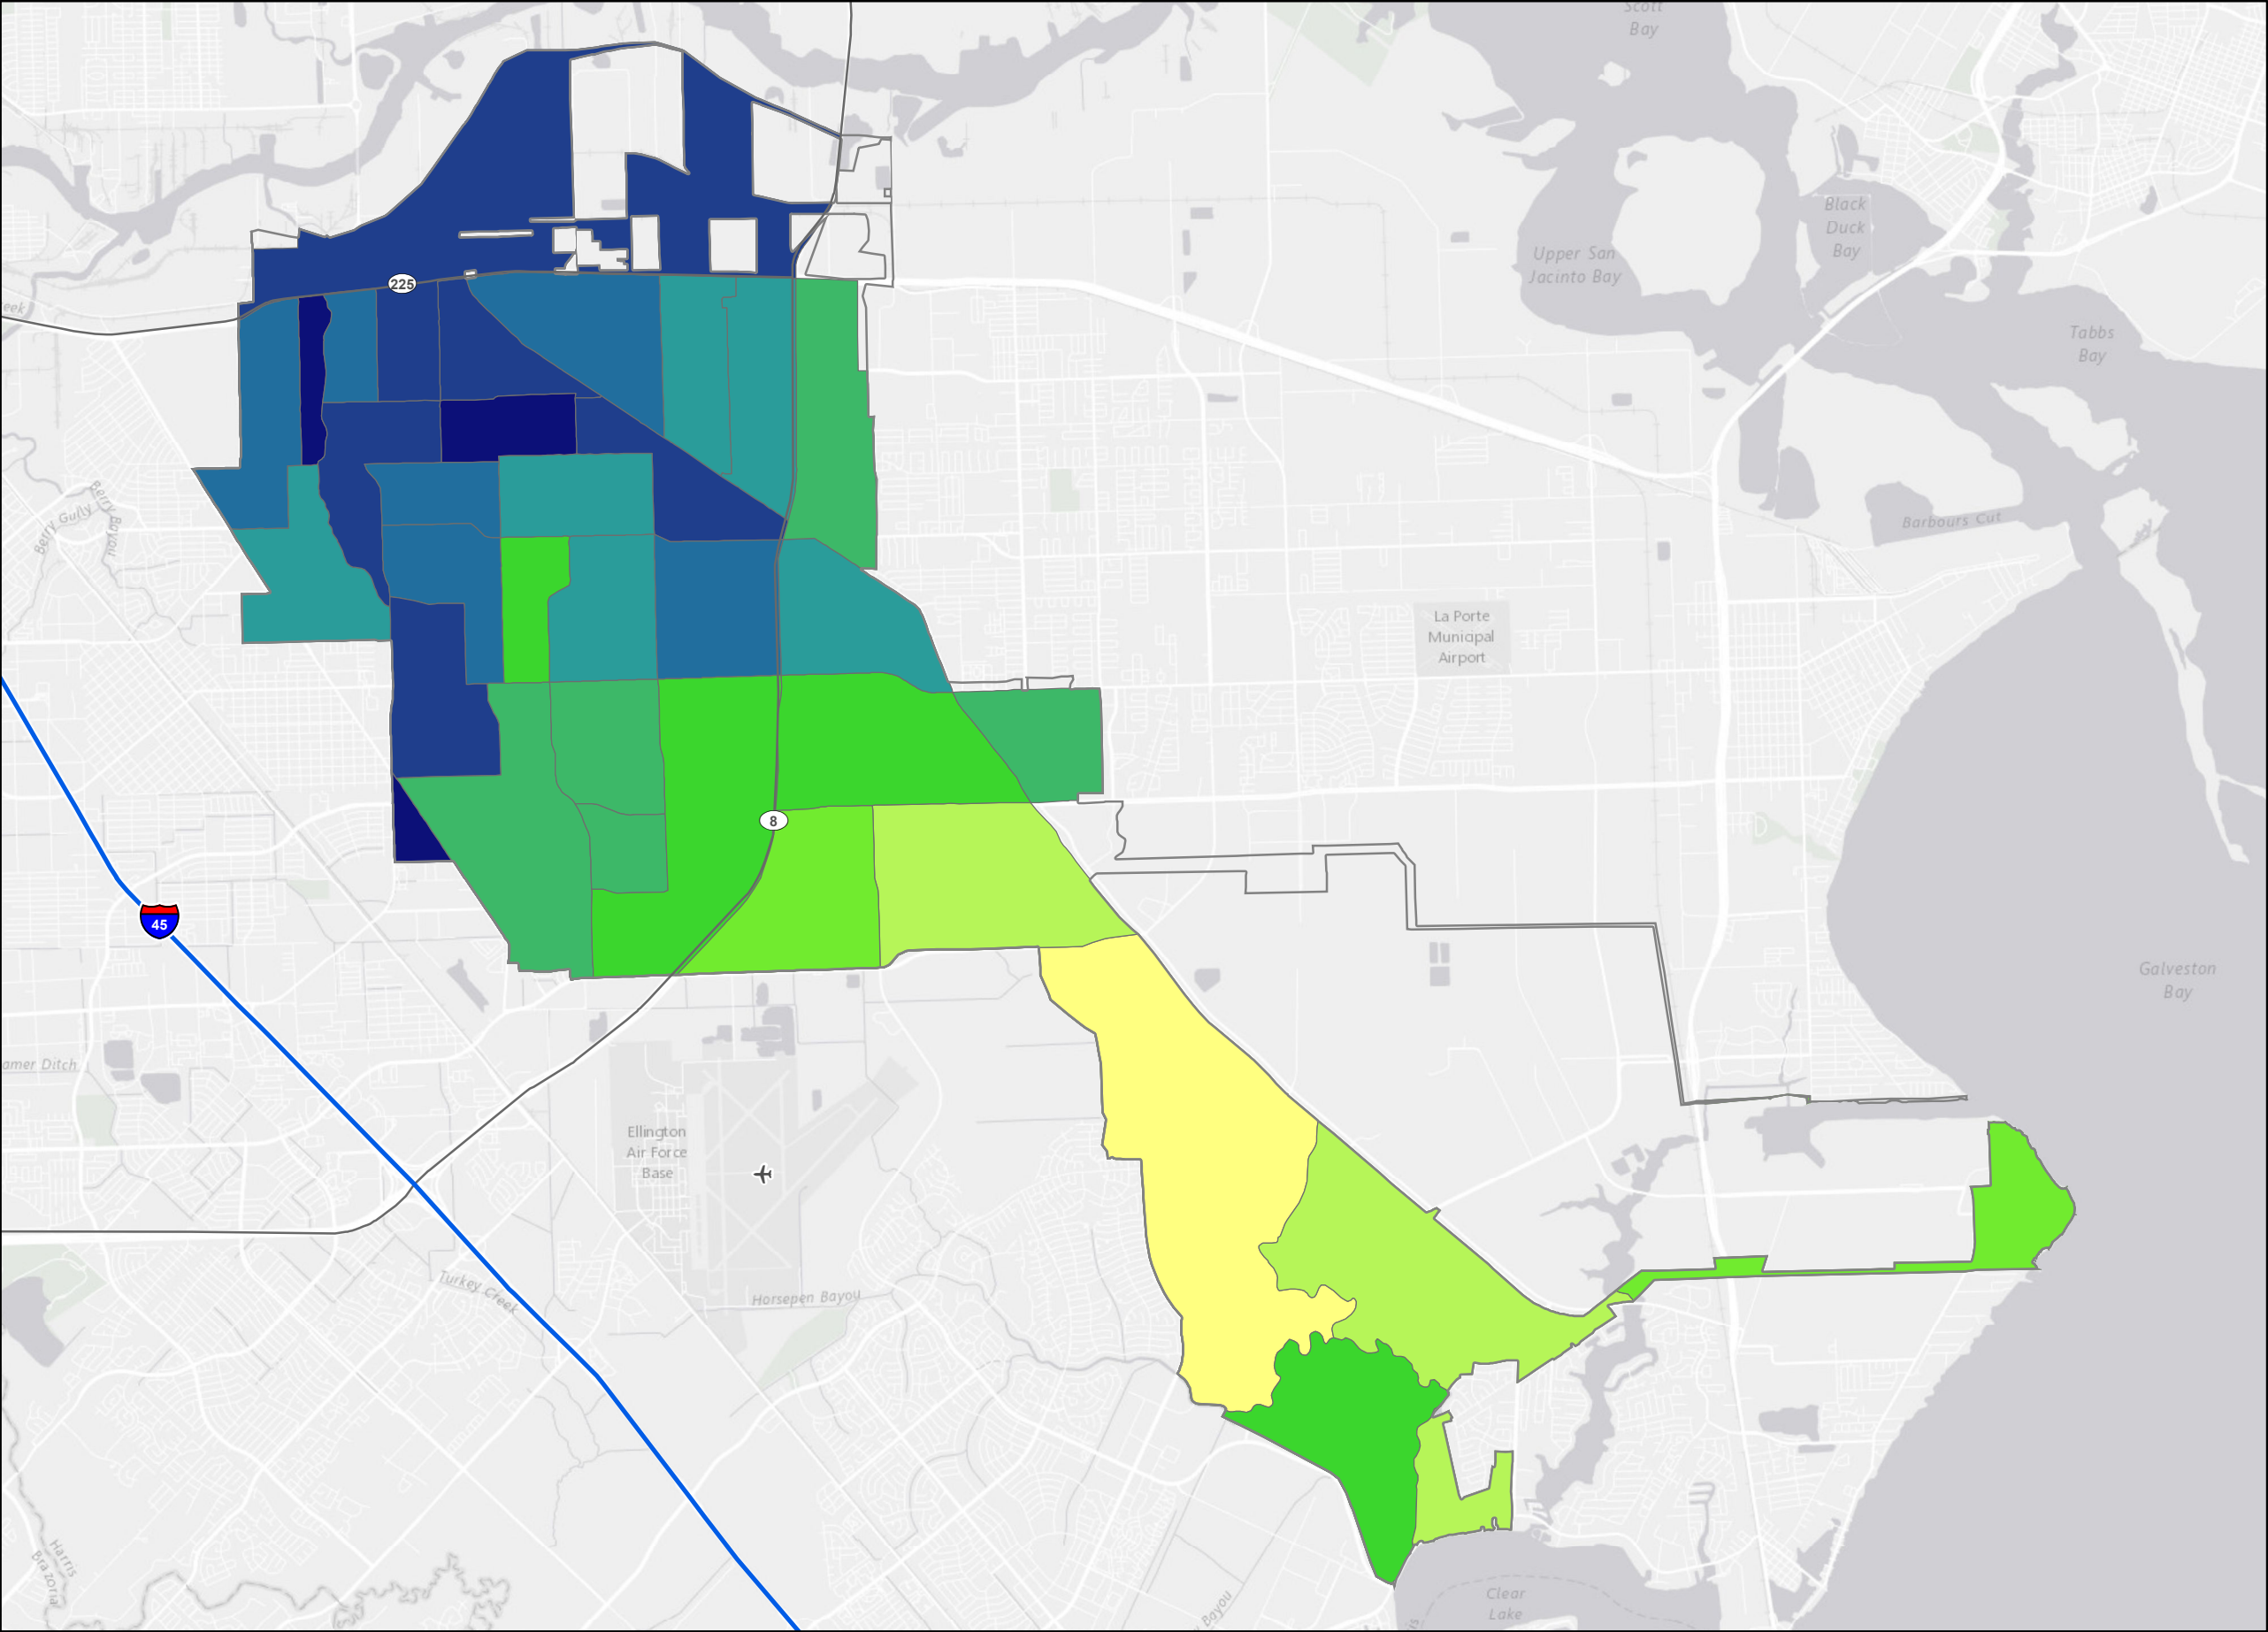 Scott
Bay
Black
Duck
Bay
Upper San
Jacinto Bay
225
eek
Tabbs
Bay
Berry Gully
Berry Bayou
Barbours Cut
La Porte
Municipal
Airport
8
45
Galveston
Bay
amer Ditch
Ellington
Air Force
Base
Turkey Creek
Horsepen Bayou
Harris
Brazoria
Bayou
Clear
Lake